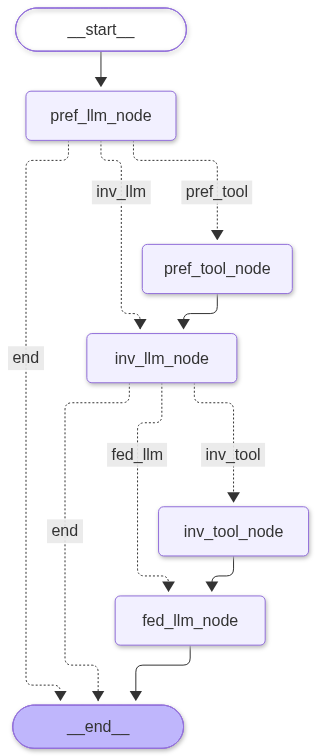 __start__
pref_llm_node
inv_llm
pref_tool
pref_tool_node
end
inv_llm_node
fed_llm
inv_tool
end
inv_tool_node
fed_llm_node
__end__